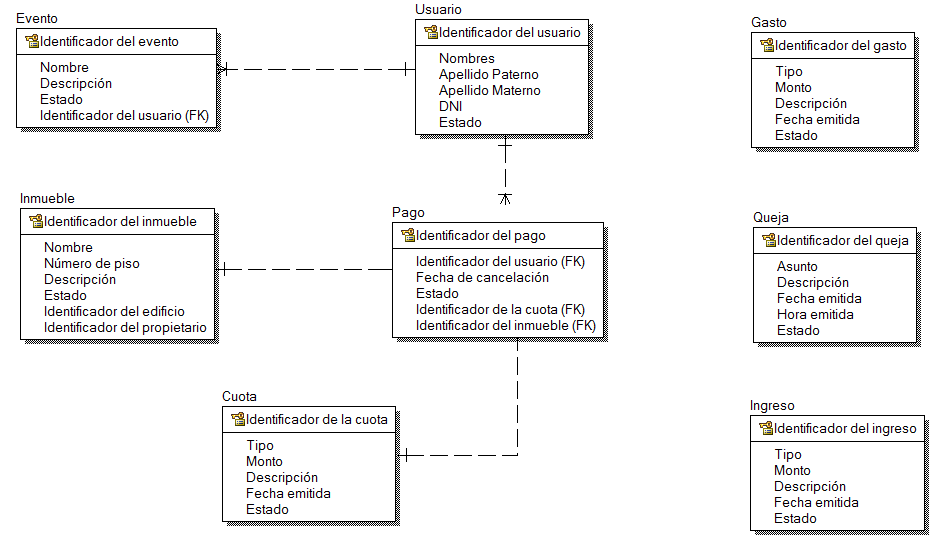 Evento
Identificador del evento
Nombre
Descripción
Estado
Identificador del usuario (FK)
Usuario
Identificador del usuario
Nombres
Apellido Paterno
Apellido Materno
DNI
Estado
Gasto
Identificador del gasto
Tipo
Monto
Descripción
Fecha emitida
Estado
Inmueble
Identificador del inmueble
Nombre
Número de piso
Descripción
Estado
Identificador del edificio
Identificador del propietario
Pago
Identificador del pago
Identificador del usuario (FK)
Fecha de cancelación
Estado
Identificador de la cuota (FK)
Identificador del inmueble (FK)
Queja
Identificador del queja
Asunto
Descripción
Fecha emitida
Hora emitida
Estado
Cuota
Identificador de la cuota
Tipo
Monto
Descripción
Fecha emitida
Estado
Ingreso
Identificador del ingreso
Tipo
Monto
Descripción
Fecha emitida
Estado